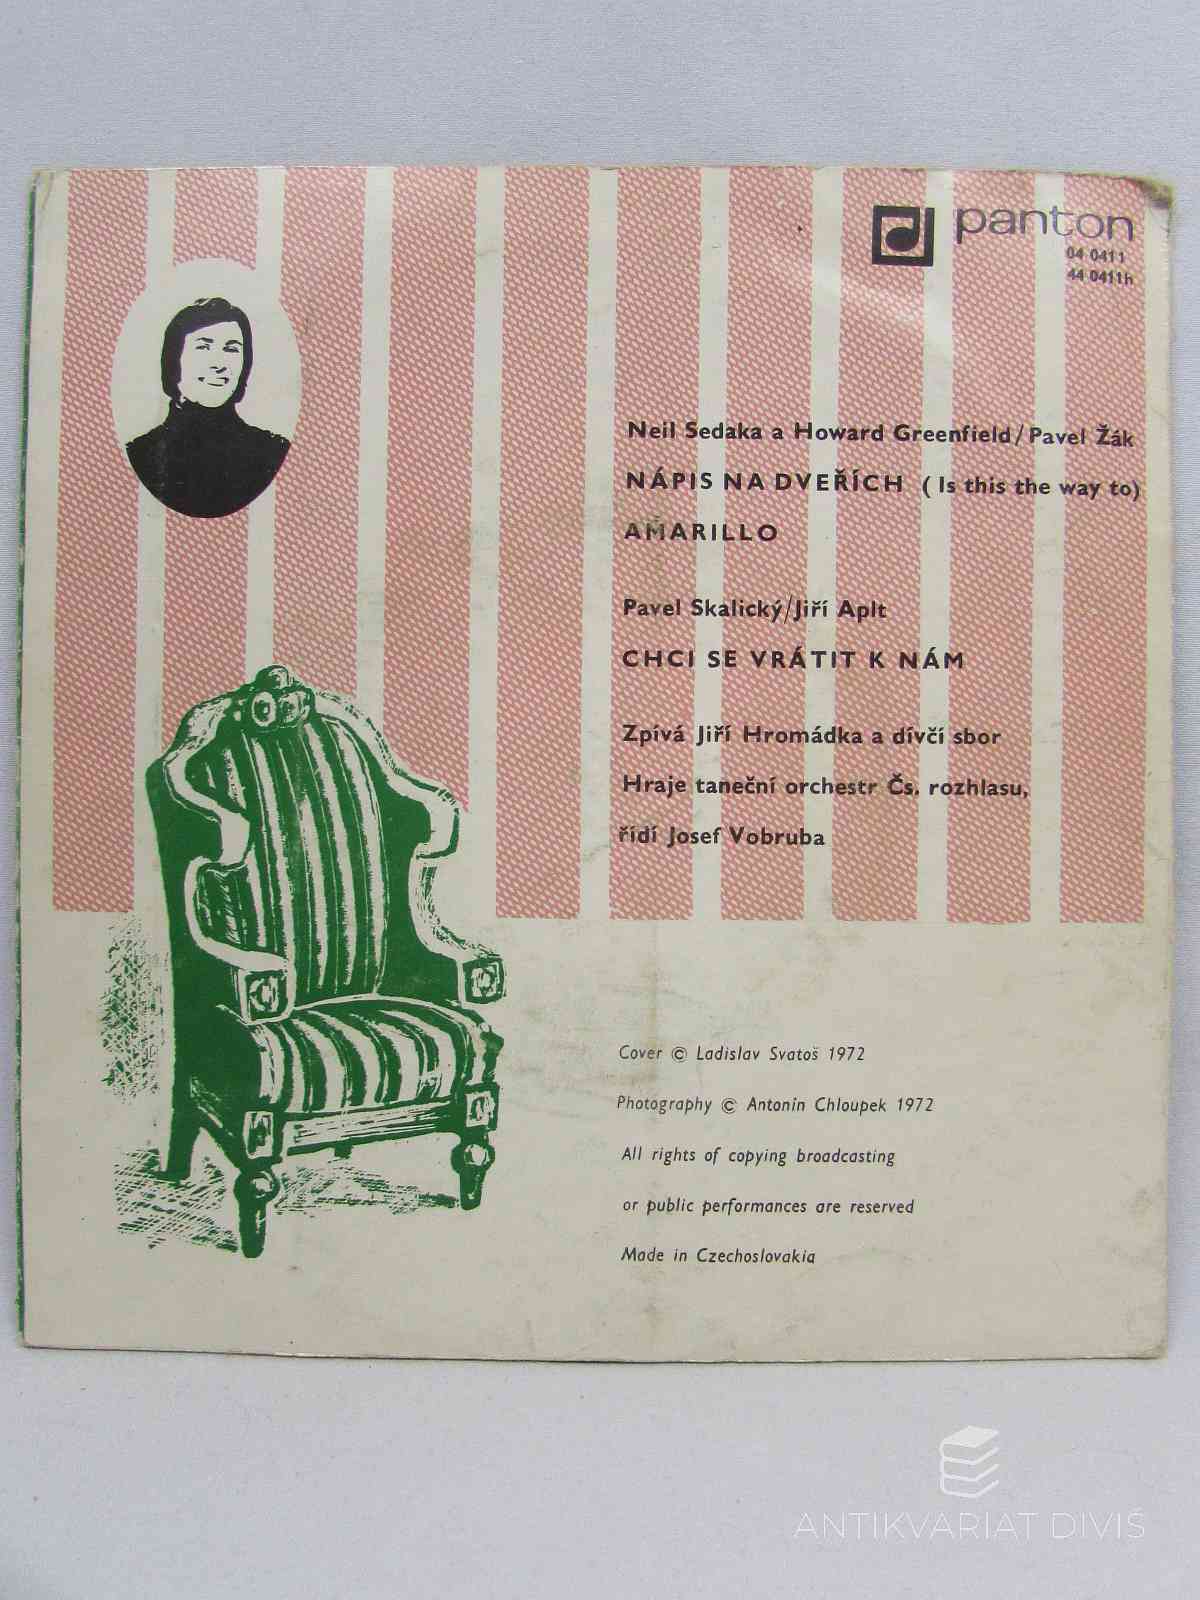 panton
04 0411
44 0411h
Neil Sedaka a Howard Greenfield/Pavel Žák
NÁPIS NA DVEŘÍCH (Is this the way to)
AMARILLO
Pavel Skalický/Jiří Aplt
CHCI SE VRÁTIT K NÁM
Zpívá Jiří Hromádka a dívčí sbor
Hraje taneční orchestr Čs. rozhlasu,
řídí Josef Vobruba
Cover © Ladislav Svatoš 1972
Photography © Antonín Chloupek 1972
All rights of copying broadcasting
or public performances are reserved
Made in Czechoslovakia
ANTIKVARIAT DIVIŠ